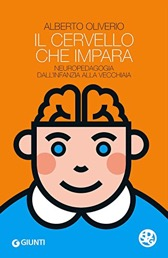 ALBERTO OLIVERIO
IL CERVELLO
CHE IMPARA
NEUROPEDAGOGIA
DALL'INFANZIA ALLA VECCHIAIA
GIUNTI